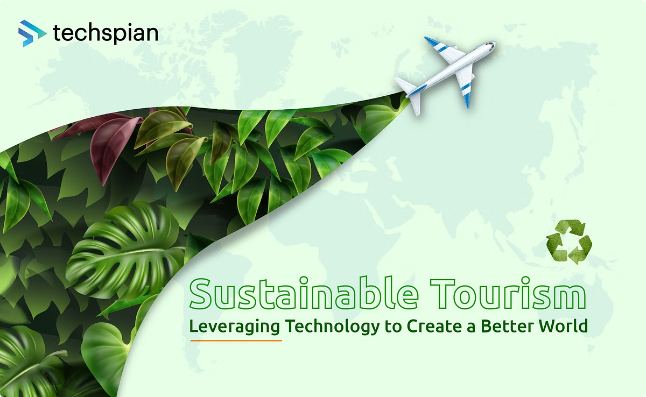 techspian
Sustainable Tourism
Leveraging Technology to Create a Better World